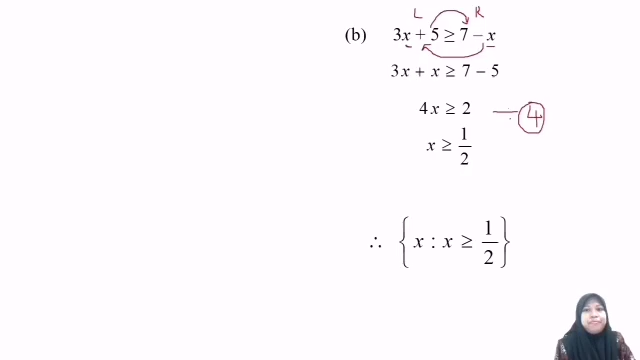 L R
(b) 3x + 5 ≥ 7 − x
3x + x ≥ 7 − 5
4x ≥ 2 ÷ 4
x ≥ 1/2
∴ { x : x ≥ 1/2 }